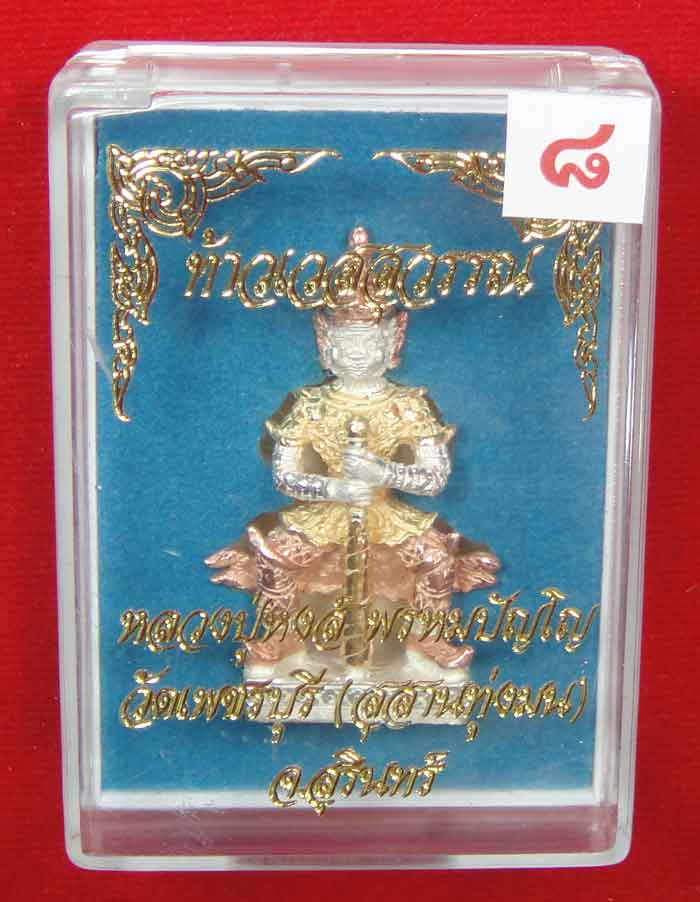 ๘
ท้าวเวสสุวรรณ
หลวงปู่หงส์ พรหมปัญโญ
วัดเพชรบุรี (สุสานทุ่งมน)
จ.สุรินทร์